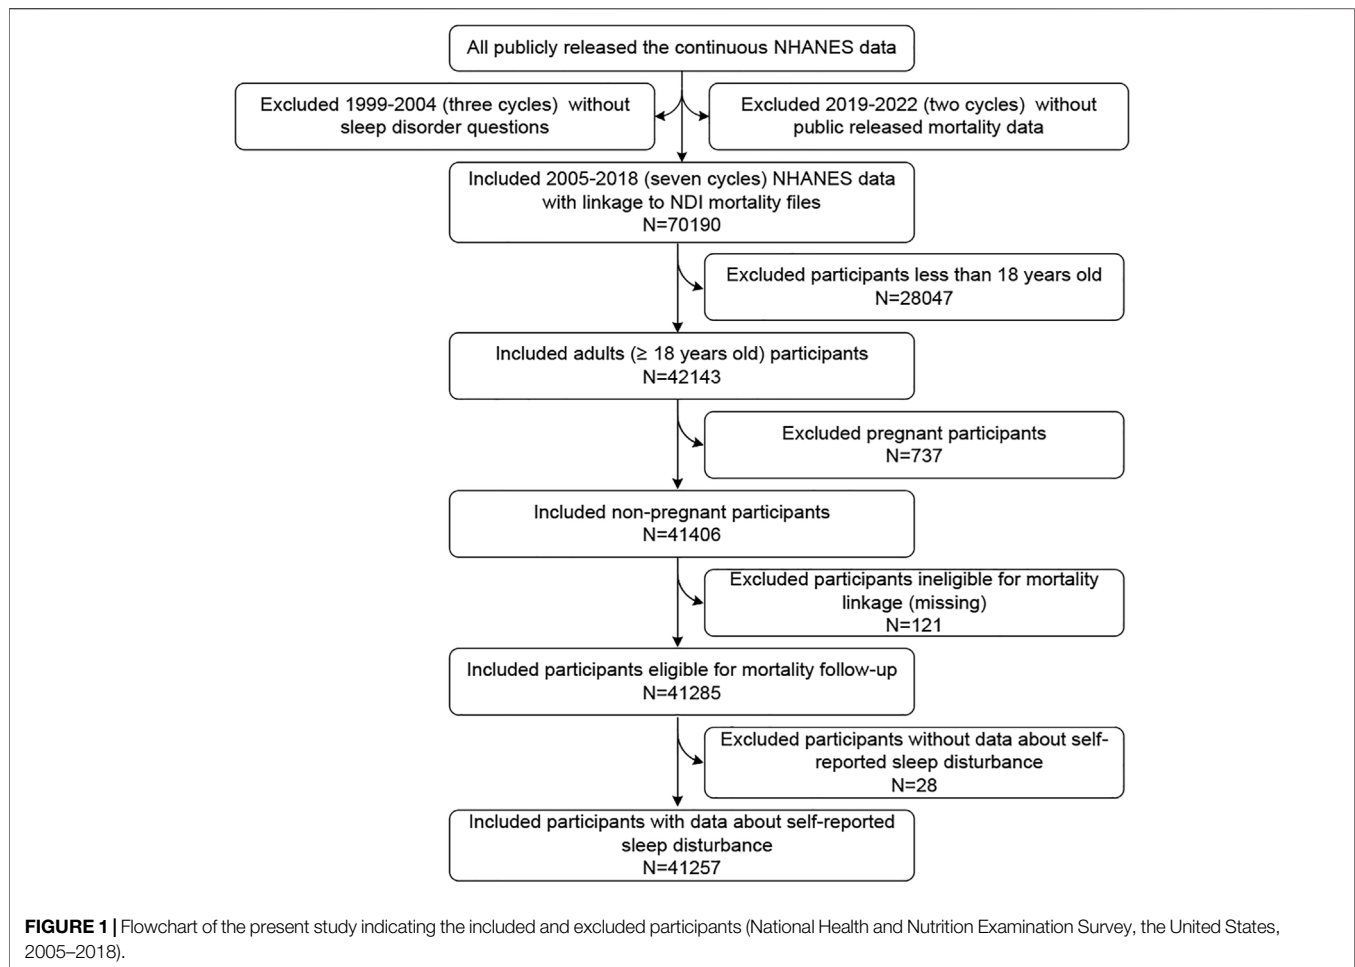 All publicly released the continuous NHANES data
Excluded 1999-2004 (three cycles) without
sleep disorder questions
Excluded 2019-2022 (two cycles) without
public released mortality data
Included 2005-2018 (seven cycles) NHANES data
with linkage to NDI mortality files
N=70190
Excluded participants less than 18 years old
N=28047
Included adults (≥ 18 years old) participants
N=42143
Excluded pregnant participants
N=737
Included non-pregnant participants
N=41406
Excluded participants ineligible for mortality
linkage (missing)
N=121
Included participants eligible for mortality follow-up
N=41285
Excluded participants without data about self-
reported sleep disturbance
N=28
Included participants with data about self-reported
sleep disturbance
N=41257
FIGURE 1 | Flowchart of the present study indicating the included and excluded participants (National Health and Nutrition Examination Survey, the United States,
2005–2018).